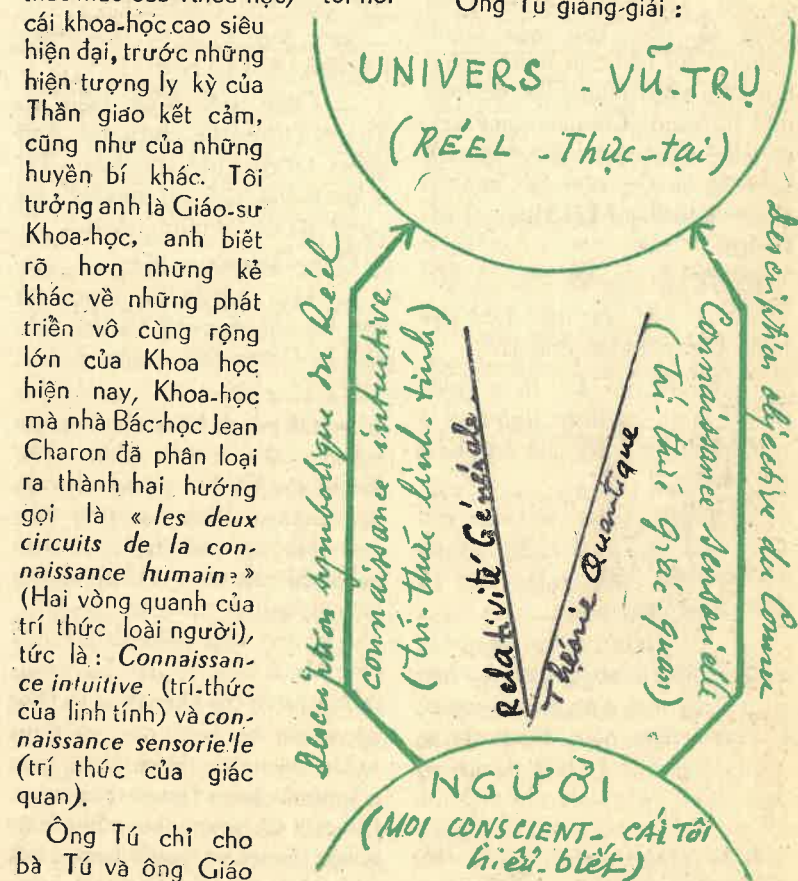 cái khoa-học cao siêu
hiện đại, trước những
hiện tượng ly kỳ của
Thần giao kết cảm,
cũng như của những
huyền bí khác. Tôi
tưởng anh là Giáo-sư
Khoa-học, anh biết
rõ hơn những kẻ
khác về những phát
triển vô cùng rộng
lớn của Khoa học
hiện nay, Khoa-học
mà nhà Bác-học Jean
Charon đã phân loại
ra thành hai hướng
gọi là «les deux
circuits de la con-
naissance humaine»
(Hai vòng quanh của
trí thức loài người),
tức là : Connaissan-
ce intuitive (trí-thức
của linh tính) và con-
naissance sensorielle
(trí thức của giác
quan).
Ông Tú chỉ cho
bà Tú và ông Giáo
Ông Tú giảng-giải :
UNIVERS - VŨ-TRỤ
(RÉEL - Thực-tại)
Description symbolique du Réel
connaissance intuitive
(trí-thức linh-tính)
Relativité Générale
Théorie Quantique
(trí-thức giác-quan)
Connaissance sensorielle
Description objective du Connu
NGƯỜI
(MOI CONSCIENT - CÁI TÔI
hiểu-biết)